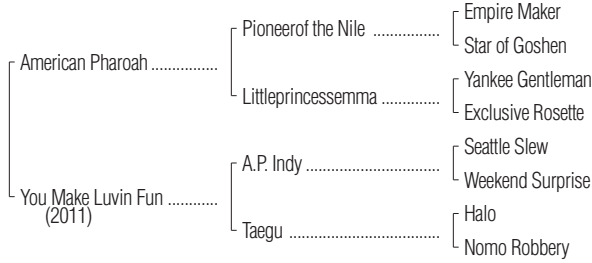 Empire Maker
Pioneerof the Nile ................
Star of Goshen
American Pharoah ................
Yankee Gentleman
Littleprincessemma ..............
Exclusive Rosette
Seattle Slew
A.P. Indy ................................
Weekend Surprise
You Make Luvin Fun ............
(2011)
Halo
Taegu ....................................
Nomo Robbery